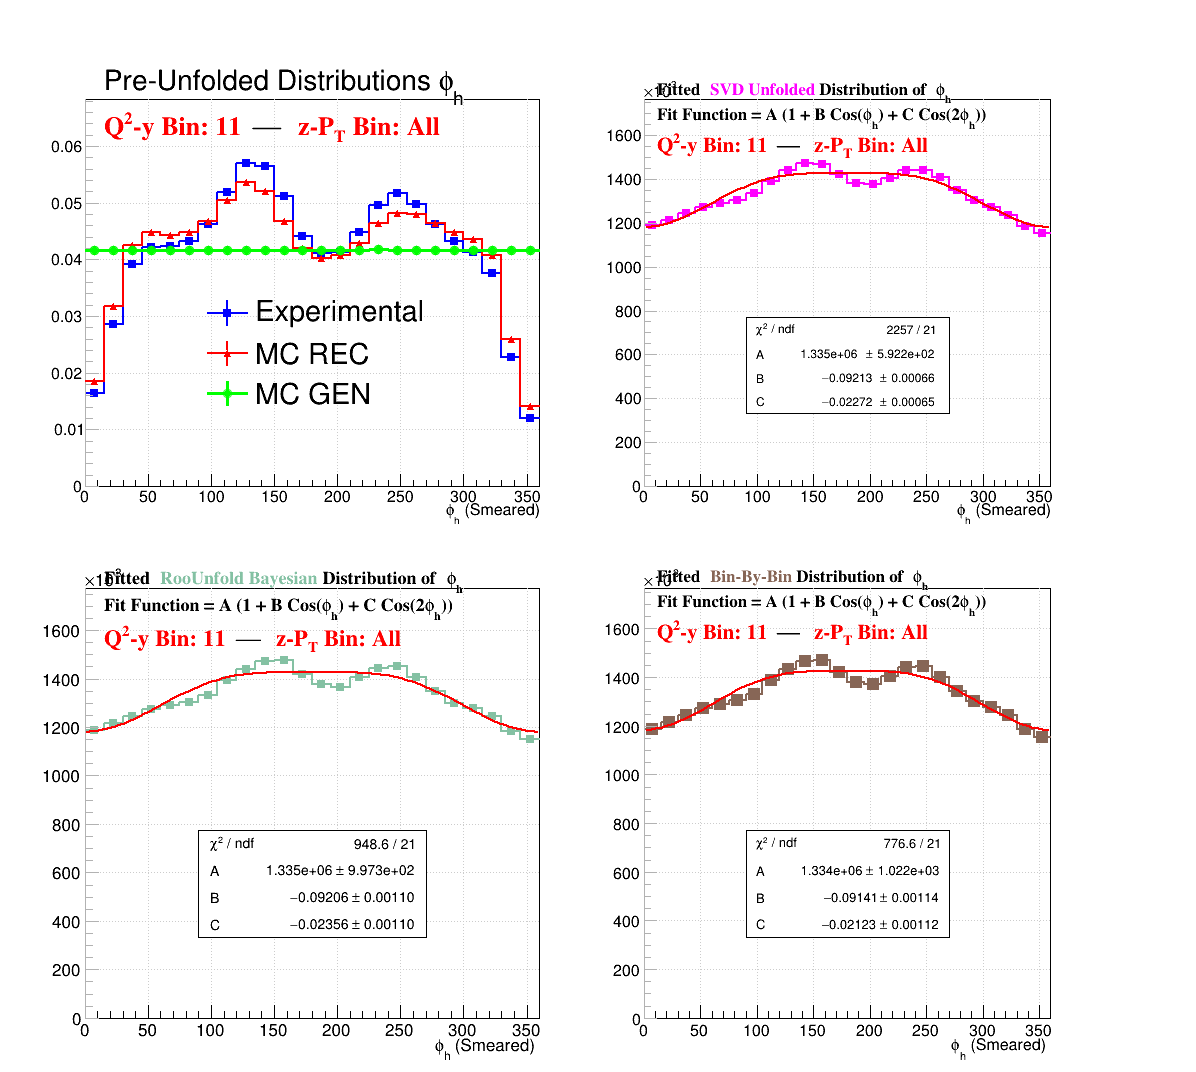 Pre-Unfolded Distributions ϕh
Q²-y Bin: 11 — z-PT Bin: All
0.06
0.05
0.04
0.03
0.02
0.01
0
Experimental
MC REC
MC GEN
0 50 100 150 200 250 300 350
ϕh (Smeared)
Fitted SVD Unfolded Distribution of ϕh
Fit Function = A (1 + B Cos(ϕh) + C Cos(2ϕh))
Q²-y Bin: 11 — z-PT Bin: All
1600
1400
1200
1000
800
600
400
200
0
χ² / ndf 2257 / 21
A 1.335e+06 ± 5.922e+02
B −0.09213 ± 0.00066
C −0.02272 ± 0.00065
0 50 100 150 200 250 300 350
ϕh (Smeared)
Fitted RooUnfold Bayesian Distribution of ϕh
Fit Function = A (1 + B Cos(ϕh) + C Cos(2ϕh))
Q²-y Bin: 11 — z-PT Bin: All
1600
1400
1200
1000
800
600
400
200
0
χ² / ndf 948.6 / 21
A 1.335e+06 ± 9.973e+02
B −0.09206 ± 0.00110
C −0.02356 ± 0.00110
0 50 100 150 200 250 300 350
ϕh (Smeared)
Fitted Bin-By-Bin Distribution of ϕh
Fit Function = A (1 + B Cos(ϕh) + C Cos(2ϕh))
Q²-y Bin: 11 — z-PT Bin: All
1600
1400
1200
1000
800
600
400
200
0
χ² / ndf 776.6 / 21
A 1.334e+06 ± 1.022e+03
B −0.09141 ± 0.00114
C −0.02123 ± 0.00112
0 50 100 150 200 250 300 350
ϕh (Smeared)